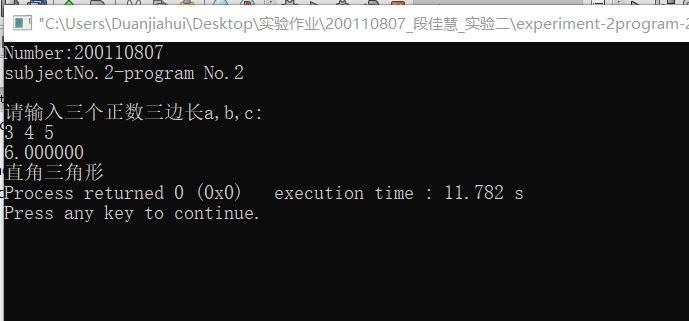 "C:\Users\Duanjiahui\Desktop\实验作业\200110807_段佳慧_实验二\experiment-2program-2
Number:200110807
subjectNo.2-program No.2
请输入三个正数三边长a,b,c:
3 4 5
6.000000
直角三角形
Process returned 0 (0x0)   execution time : 11.782 s
Press any key to continue.